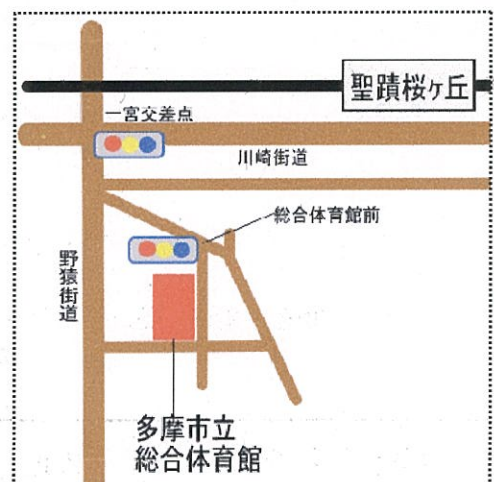 聖蹟桜ヶ丘
一宮交差点
川崎街道
総合体育館前
野猿街道
多摩市立
総合体育館